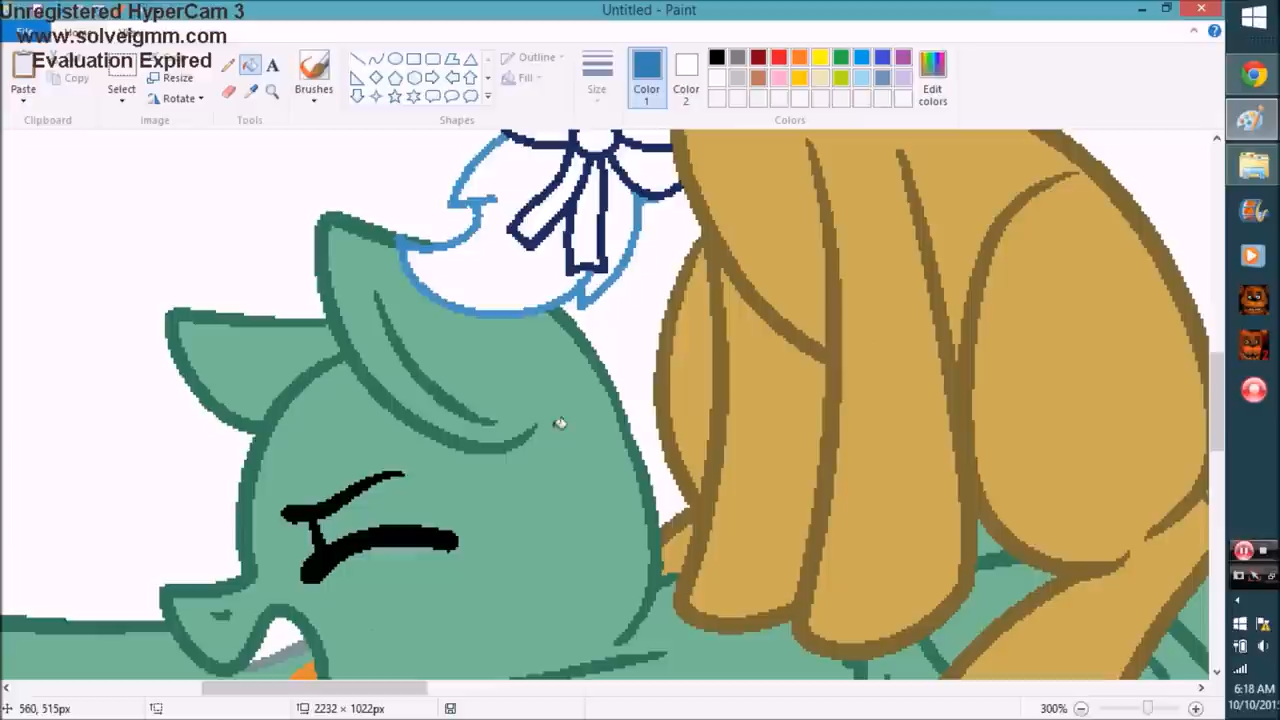 Unregistered HyperCam 3
www.solveigmm.com
Evaluation Expired
Untitled - Paint
Paste
Copy
Select
Resize
Rotate
Brushes
Outline
Fill
Size
Color 1
Color 2
Edit colors
Clipboard
Image
Tools
Shapes
Colors
560, 515px
2232 × 1022px
300%
6:18 AM